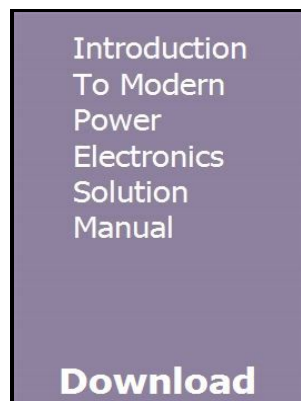 Introduction
To Modern
Power
Electronics
Solution
Manual
Download